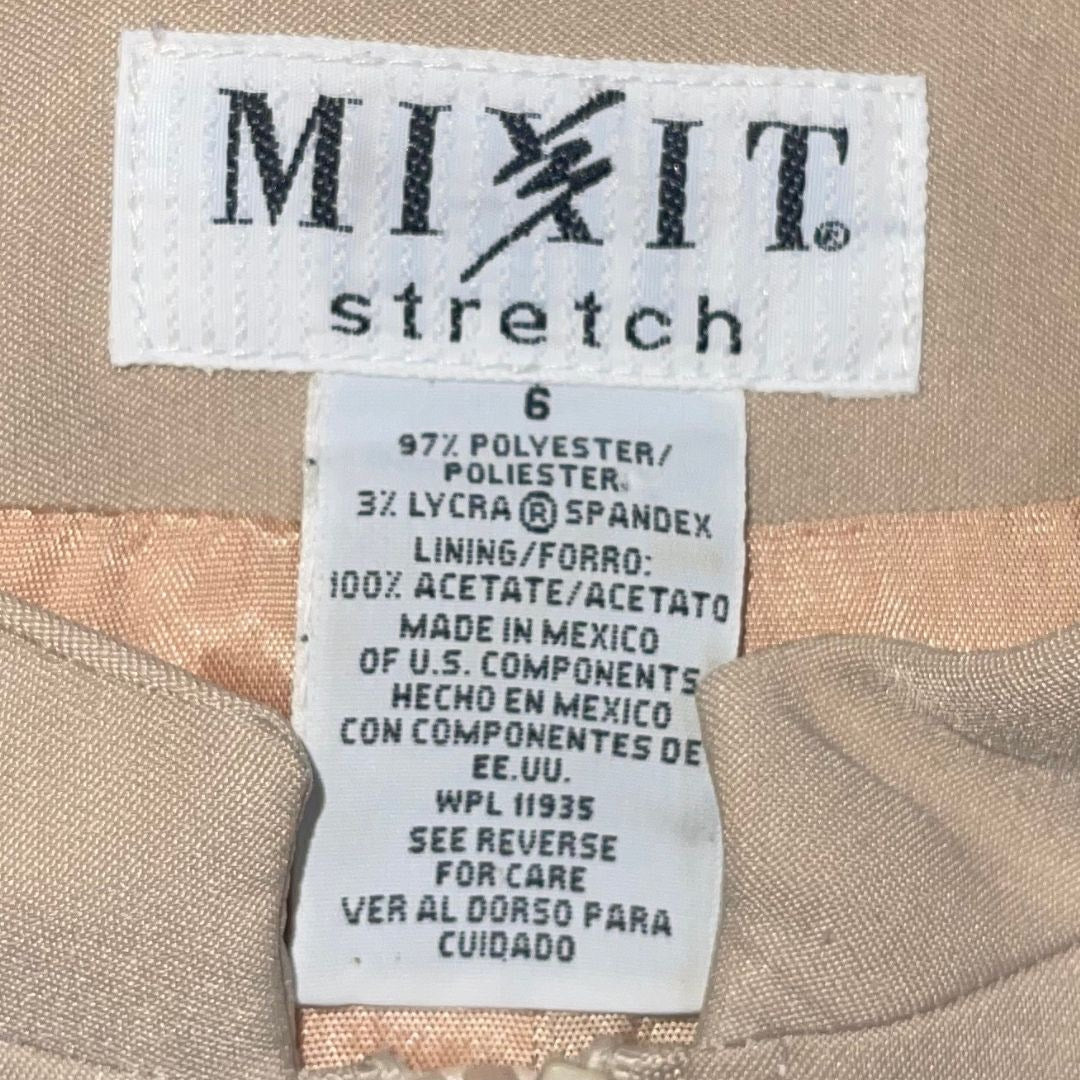 MIXIT®
stretch
6
97% POLYESTER/
POLIESTER
3% LYCRA ® SPANDEX
LINING/FORRO:
100% ACETATE/ACETATO
MADE IN MEXICO
OF U.S. COMPONENTS
HECHO EN MEXICO
CON COMPONENTES DE
EE.UU.
WPL 11935
SEE REVERSE
FOR CARE
VER AL DORSO PARA
CUIDADO